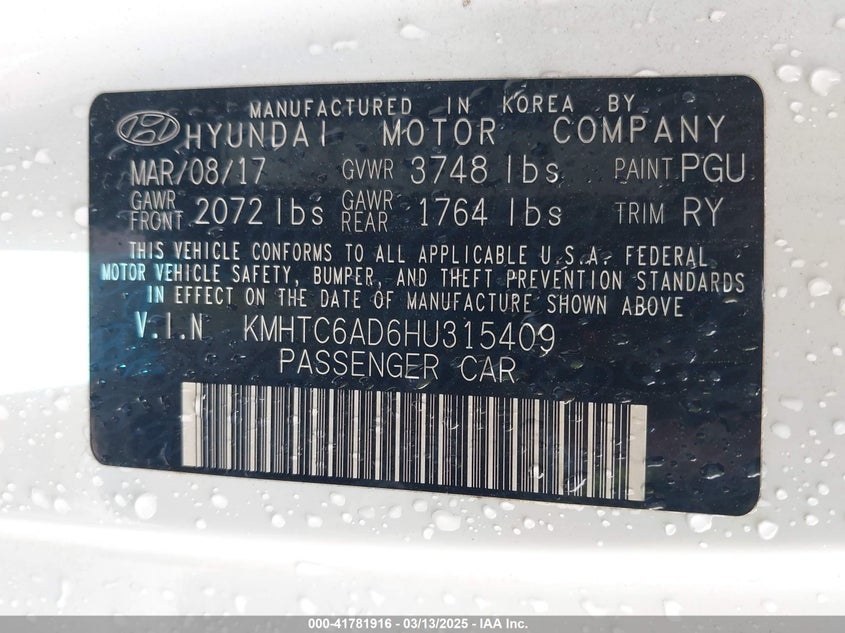 MANUFACTURED IN KOREA BY
HYUNDAI MOTOR COMPANY
MAR/08/17 GVWR 3748 lbs PAINT PGU
GAWR FRONT 2072 lbs GAWR REAR 1764 lbs TRIM RY
THIS VEHICLE CONFORMS TO ALL APPLICABLE U.S.A. FEDERAL
MOTOR VEHICLE SAFETY, BUMPER, AND THEFT PREVENTION STANDARDS
IN EFFECT ON THE DATE OF MANUFACTURE SHOWN ABOVE
V.I.N KMHTC6AD6HU315409
PASSENGER CAR
000-41781916 - 03/13/2025 - IAA Inc.